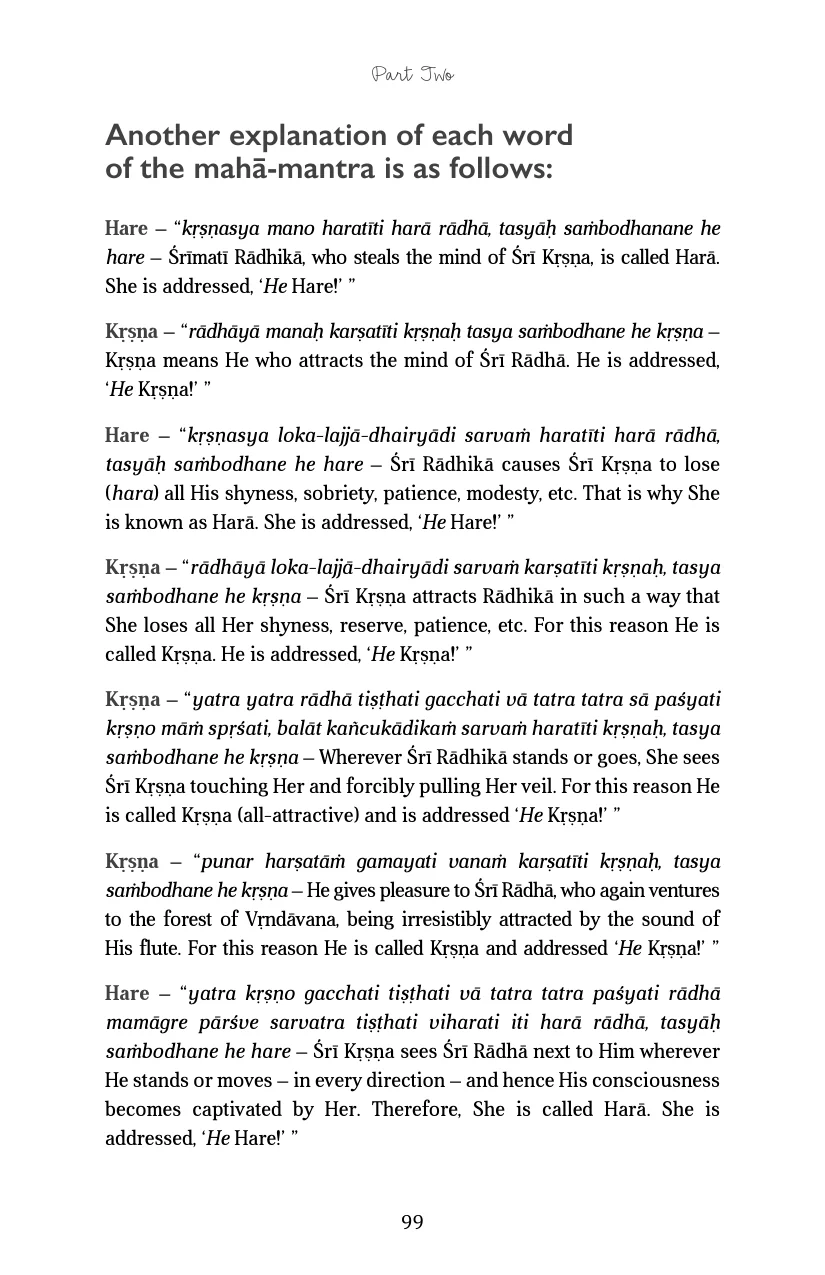 Part Two
Another explanation of each word
of the mahā-mantra is as follows:
Hare – “kṛṣṇasya mano haratīti harā rādhā, tasyāḥ saṁbodhanane he
hare – Śrīmatī Rādhikā, who steals the mind of Śrī Kṛṣṇa, is called Harā.
She is addressed, ‘He Hare!’ ”
Kṛṣṇa – “rādhāyā manaḥ karṣatīti kṛṣṇaḥ tasya saṁbodhane he kṛṣṇa –
Kṛṣṇa means He who attracts the mind of Śrī Rādhā. He is addressed,
‘He Kṛṣṇa!’ ”
Hare – “kṛṣṇasya loka-lajjā-dhairyādi sarvaṁ haratīti harā rādhā,
tasyāḥ saṁbodhane he hare – Śrī Rādhikā causes Śrī Kṛṣṇa to lose
(hara) all His shyness, sobriety, patience, modesty, etc. That is why She
is known as Harā. She is addressed, ‘He Hare!’ ”
Kṛṣṇa – “rādhāyā loka-lajjā-dhairyādi sarvaṁ karṣatīti kṛṣṇaḥ, tasya
saṁbodhane he kṛṣṇa – Śrī Kṛṣṇa attracts Rādhikā in such a way that
She loses all Her shyness, reserve, patience, etc. For this reason He is
called Kṛṣṇa. He is addressed, ‘He Kṛṣṇa!’ ”
Kṛṣṇa – “yatra yatra rādhā tiṣṭhati gacchati vā tatra tatra sā paśyati
kṛṣṇo māṁ spṛśati, balāt kañcukādikaṁ sarvaṁ haratīti kṛṣṇaḥ, tasya
saṁbodhane he kṛṣṇa – Wherever Śrī Rādhikā stands or goes, She sees
Śrī Kṛṣṇa touching Her and forcibly pulling Her veil. For this reason He
is called Kṛṣṇa (all-attractive) and is addressed ‘He Kṛṣṇa!’ ”
Kṛṣṇa – “punar harṣatāṁ gamayati vanaṁ karṣatīti kṛṣṇaḥ, tasya
saṁbodhane he kṛṣṇa – He gives pleasure to Śrī Rādhā, who again ventures
to the forest of Vṛndāvana, being irresistibly attracted by the sound of
His flute. For this reason He is called Kṛṣṇa and addressed ‘He Kṛṣṇa!’ ”
Hare – “yatra kṛṣṇo gacchati tiṣṭhati vā tatra tatra paśyati rādhā
mamāgre pārśve sarvatra tiṣṭhati viharati iti harā rādhā, tasyāḥ
saṁbodhane he hare – Śrī Kṛṣṇa sees Śrī Rādhā next to Him wherever
He stands or moves – in every direction – and hence His consciousness
becomes captivated by Her. Therefore, She is called Harā. She is
addressed, ‘He Hare!’ ”
99